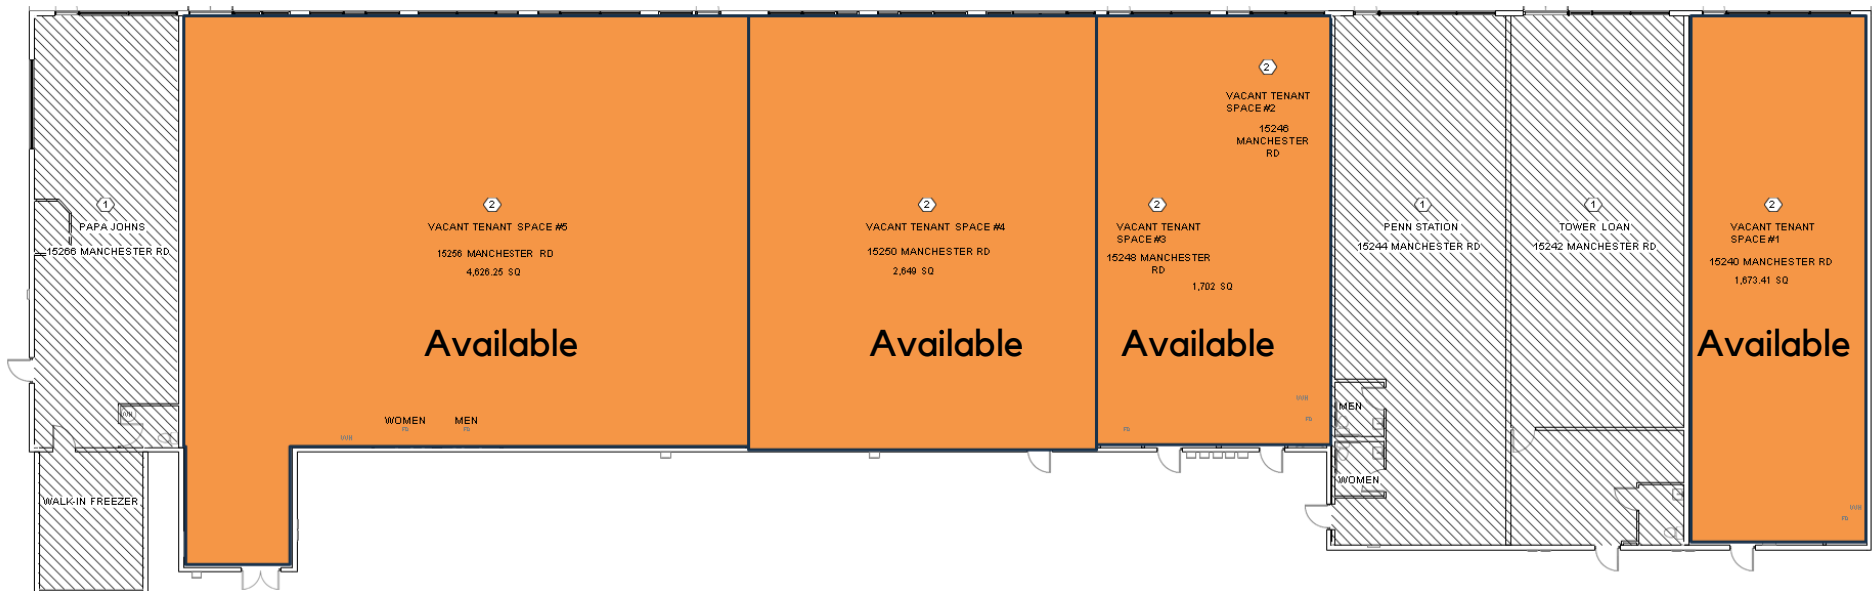 1
PAPA JOHNS
15266 MANCHESTER RD
WH
WALK-IN FREEZER
2
VACANT TENANT SPACE #5
15256 MANCHESTER RD
4,626.25 SQ
Available
WOMEN
MEN
FD
FD
WH
2
VACANT TENANT SPACE #4
15250 MANCHESTER RD
2,649 SQ
Available
2
VACANT TENANT
SPACE #2
15246
MANCHESTER
RD
2
VACANT TENANT
SPACE #3
15248 MANCHESTER
RD
1,702 SQ
Available
1
PENN STATION
15244 MANCHESTER RD
MEN
WOMEN
1
TOWER LOAN
15242 MANCHESTER RD
2
VACANT TENANT
SPACE #1
15240 MANCHESTER RD
1,673.41 SQ
Available